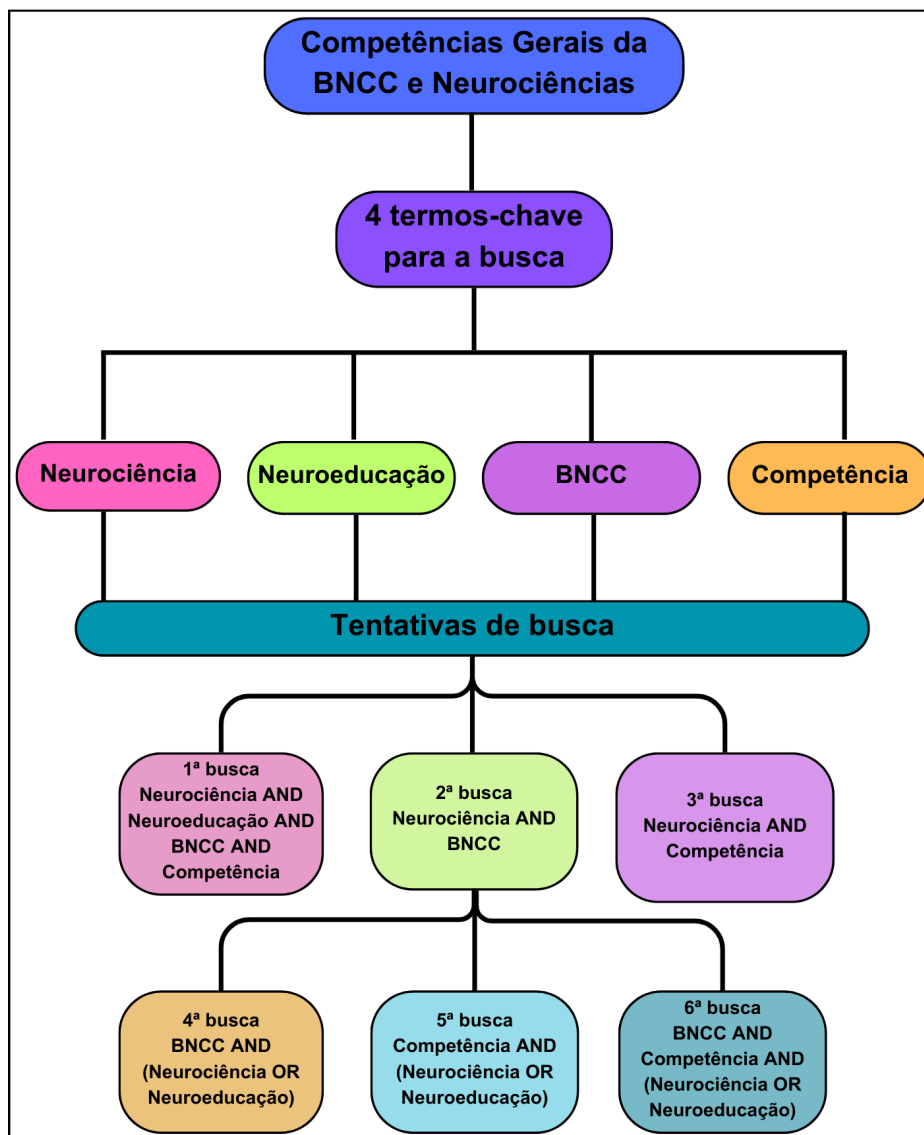 Competências Gerais da
BNCC e Neurociências
4 termos-chave
para a busca
Neurociência
Neuroeducação
BNCC
Competência
Tentativas de busca
1ª busca
Neurociência AND
Neuroeducação AND
BNCC AND
Competência
2ª busca
Neurociência AND
BNCC
3ª busca
Neurociência AND
Competência
4ª busca
BNCC AND
(Neurociência OR
Neuroeducação)
5ª busca
Competência AND
(Neurociência OR
Neuroeducação)
6ª busca
BNCC AND
Competência AND
(Neurociência OR
Neuroeducação)